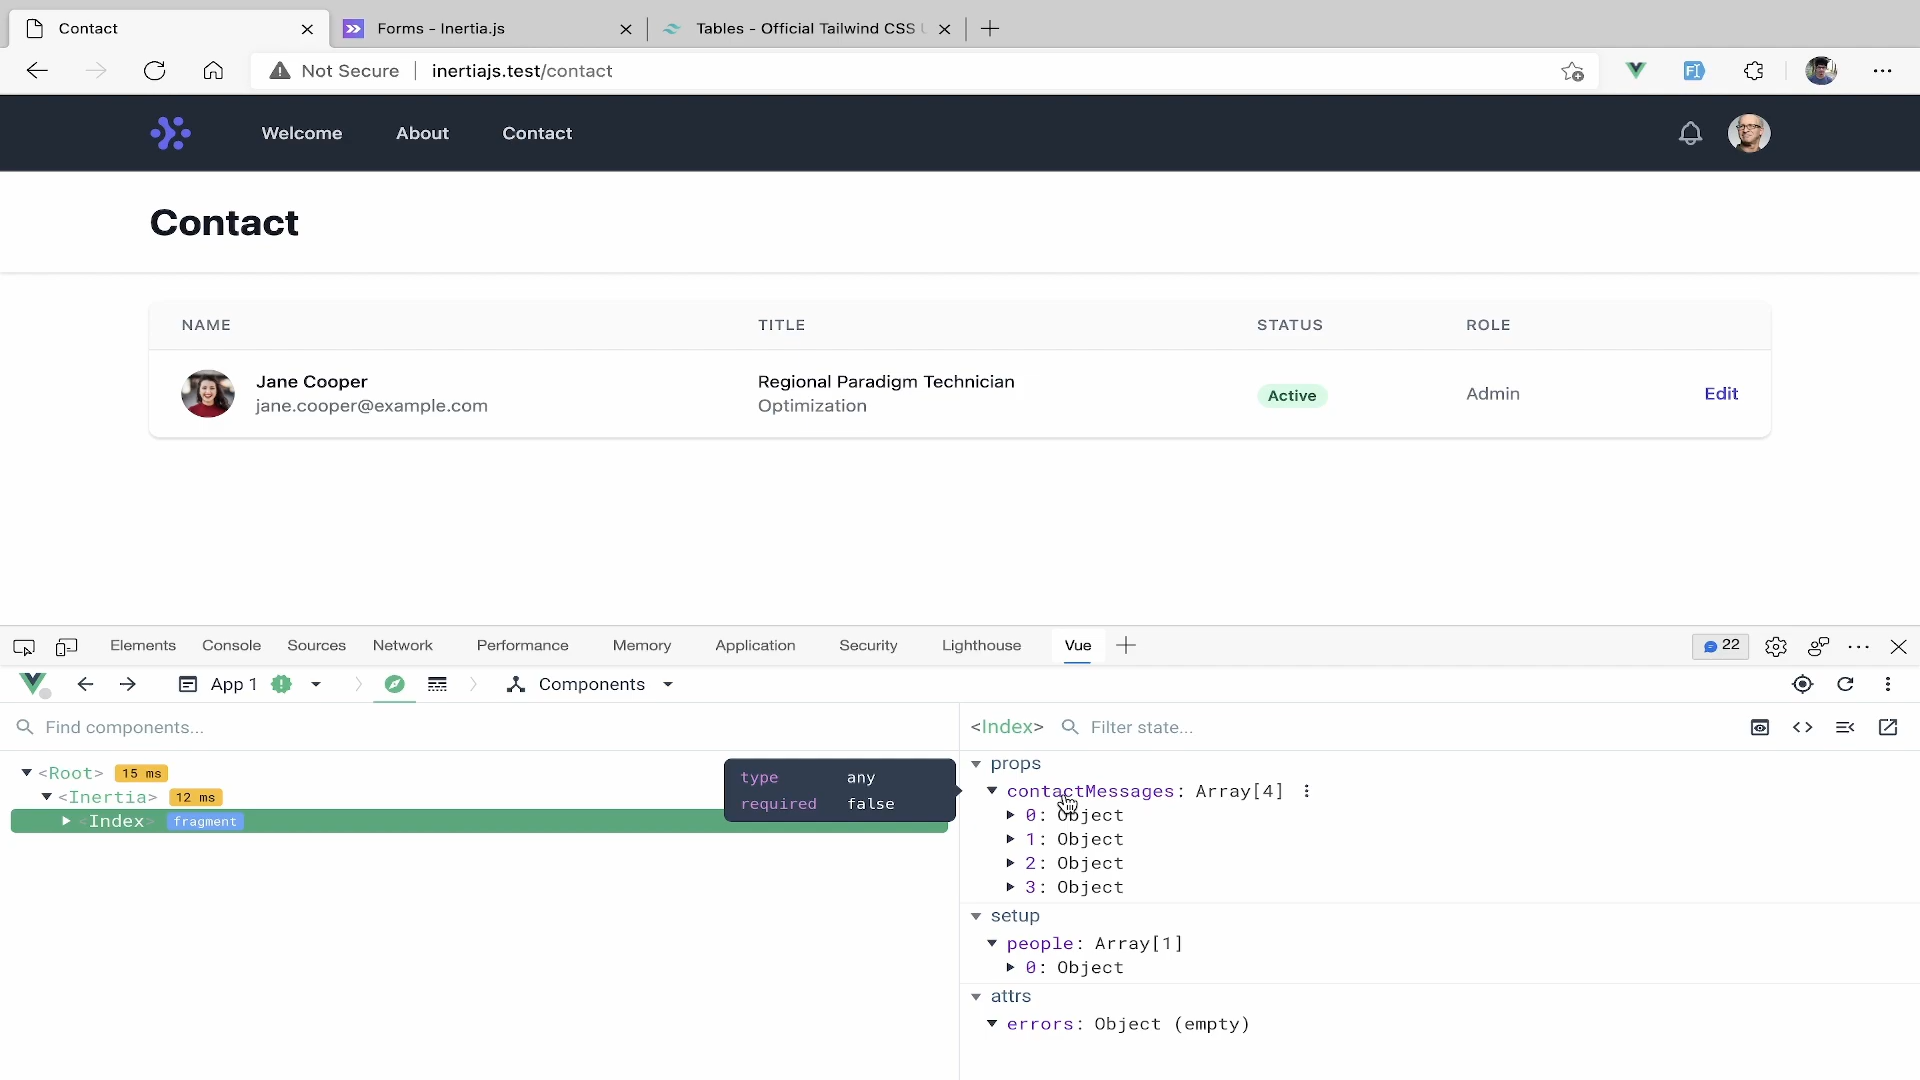 Contact
Forms - Inertia.js
Tables - Official Tailwind CSS
Not Secure
inertiajs.test/contact
Welcome
About
Contact
Contact
NAME TITLE STATUS ROLE
Jane Cooper
jane.cooper@example.com
Regional Paradigm Technician
Optimization
Active
Admin
Edit
Elements Console Sources Network Performance Memory Application Security Lighthouse Vue
22
App 1
Components
Find components...
<Index>
Filter state...
<Root> 15 ms
<Inertia> 12 ms
<Index> fragment
type any
required false
props
contactMessages: Array[4]
0: Object
1: Object
2: Object
3: Object
setup
people: Array[1]
0: Object
attrs
errors: Object (empty)